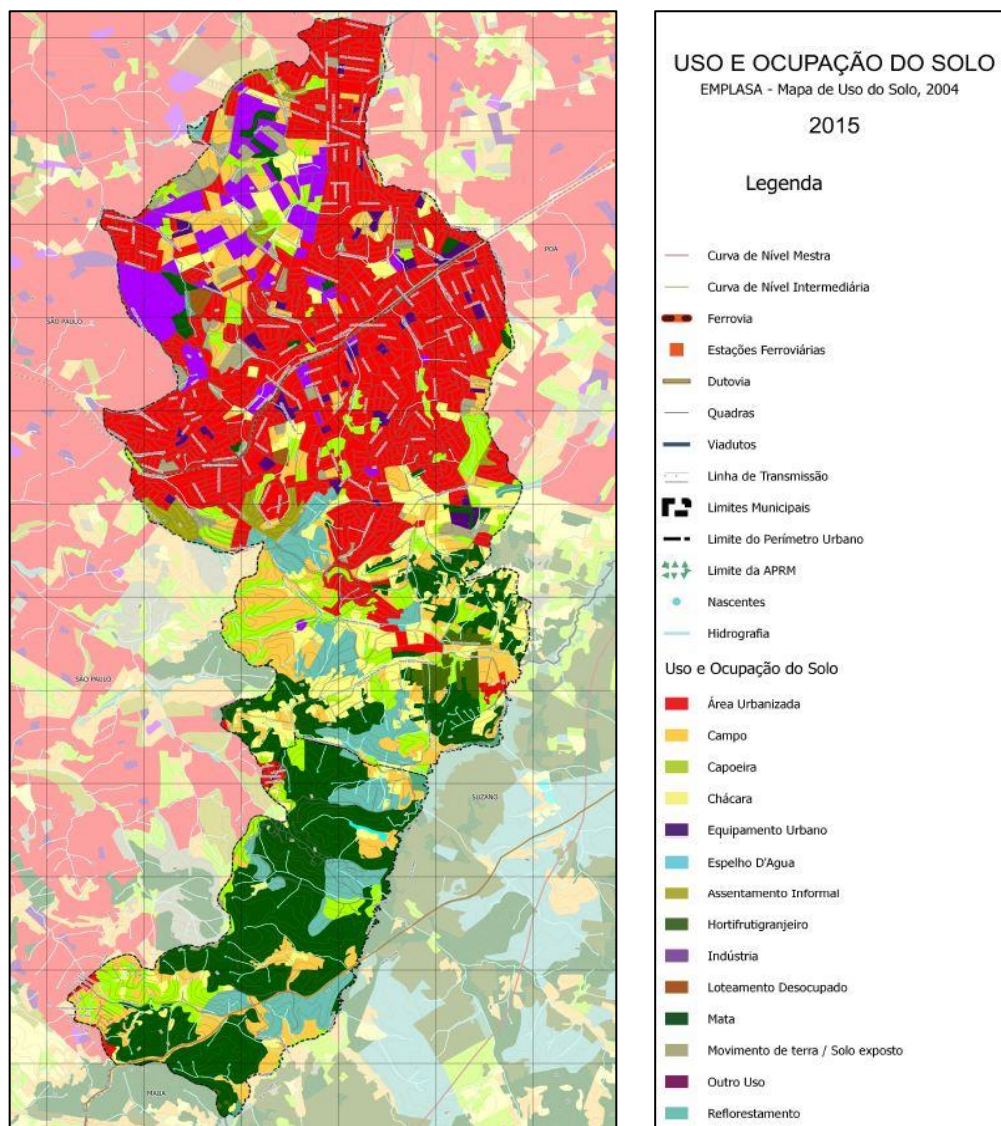 POÁ
SÃO PAULO
SÃO PAULO
SUZANO
MAUÁ
USO E OCUPAÇÃO DO SOLO
EMPLASA - Mapa de Uso do Solo, 2004
2015
Legenda
Curva de Nível Mestra
Curva de Nível Intermediária
Ferrovia
Estações Ferroviárias
Dutovia
Quadras
Viadutos
Linha de Transmissão
Limites Municipais
Limite do Perímetro Urbano
Limite da APRM
Nascentes
Hidrografia
Uso e Ocupação do Solo
Área Urbanizada
Campo
Capoeira
Chácara
Equipamento Urbano
Espelho D'Agua
Assentamento Informal
Hortifrutigranjeiro
Indústria
Loteamento Desocupado
Mata
Movimento de terra / Solo exposto
Outro Uso
Reflorestamento